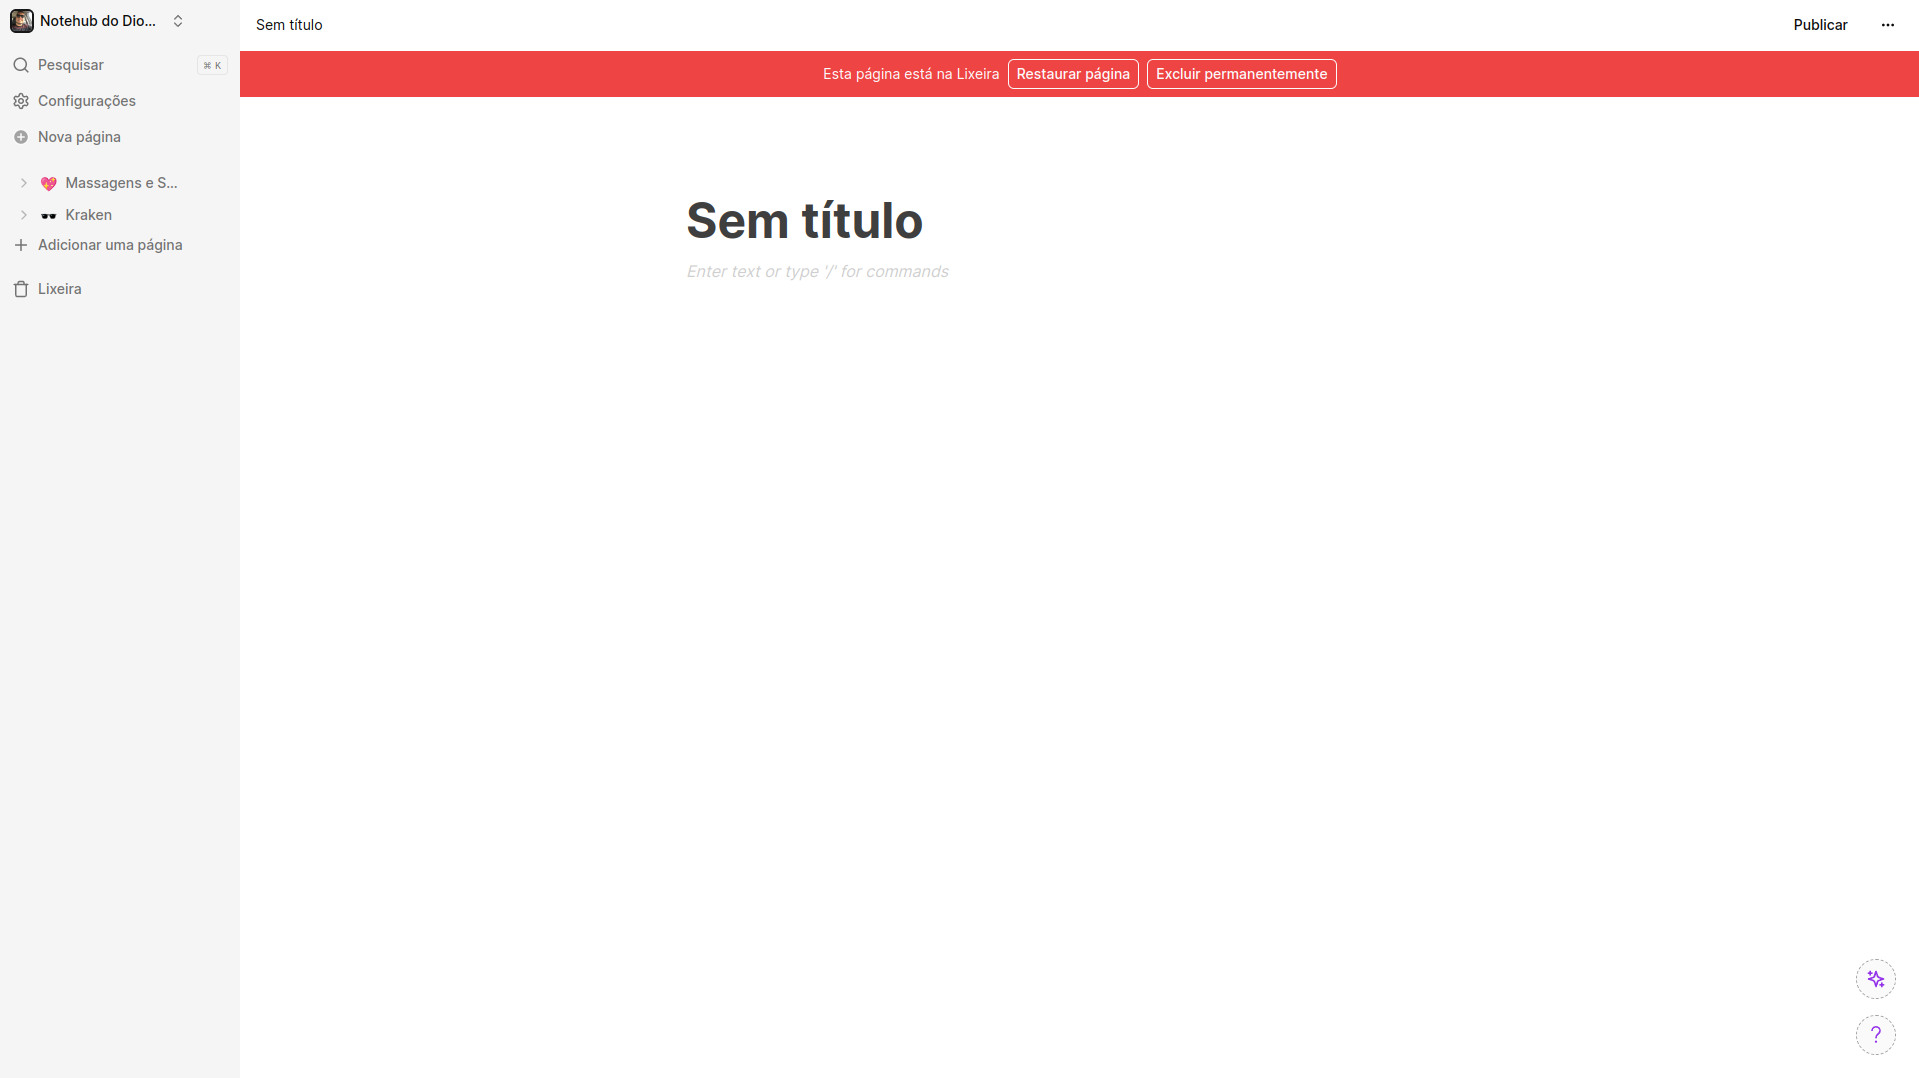 Notehub do Dio...
Pesquisar
⌘ K
Configurações
Nova página
Massagens e S...
Kraken
Adicionar uma página
Lixeira
Sem título
Publicar
Esta página está na Lixeira
Restaurar página
Excluir permanentemente
Sem título
Enter text or type '/' for commands